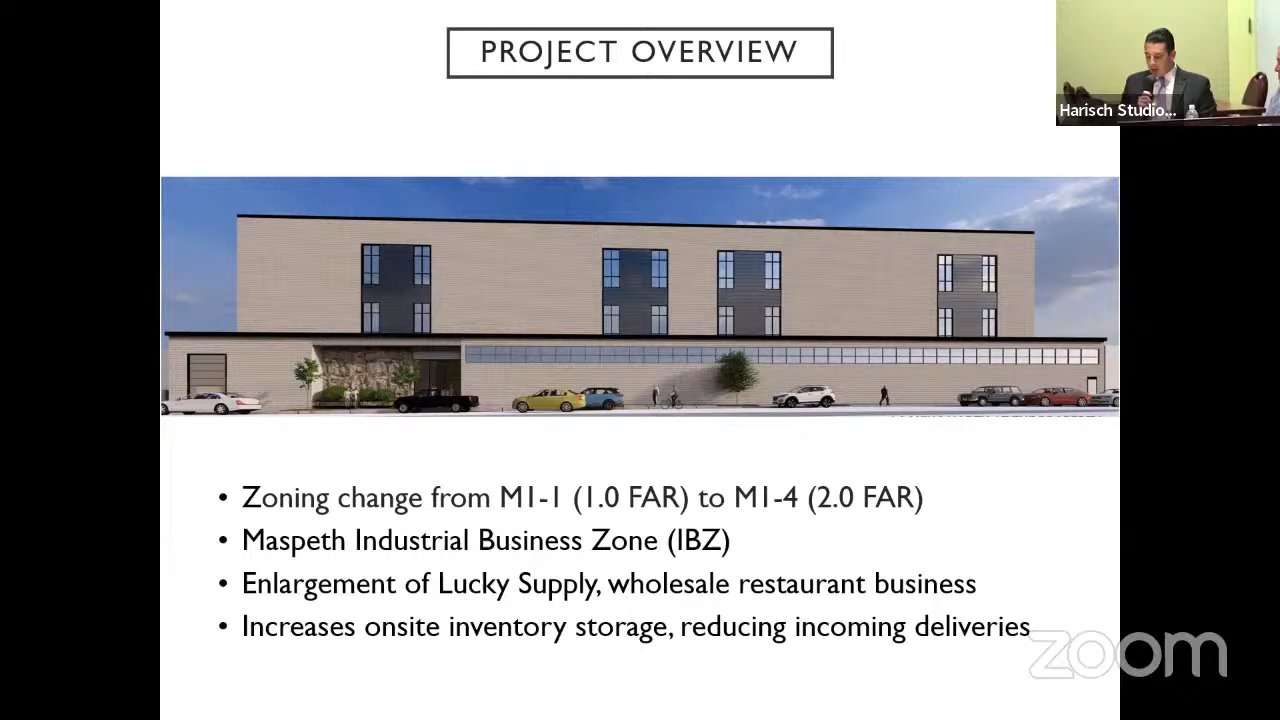 PROJECT OVERVIEW
Harisch Studio...
• Zoning change from M1-1 (1.0 FAR) to M1-4 (2.0 FAR)
• Maspeth Industrial Business Zone (IBZ)
• Enlargement of Lucky Supply, wholesale restaurant business
• Increases onsite inventory storage, reducing incoming deliveries
zoom